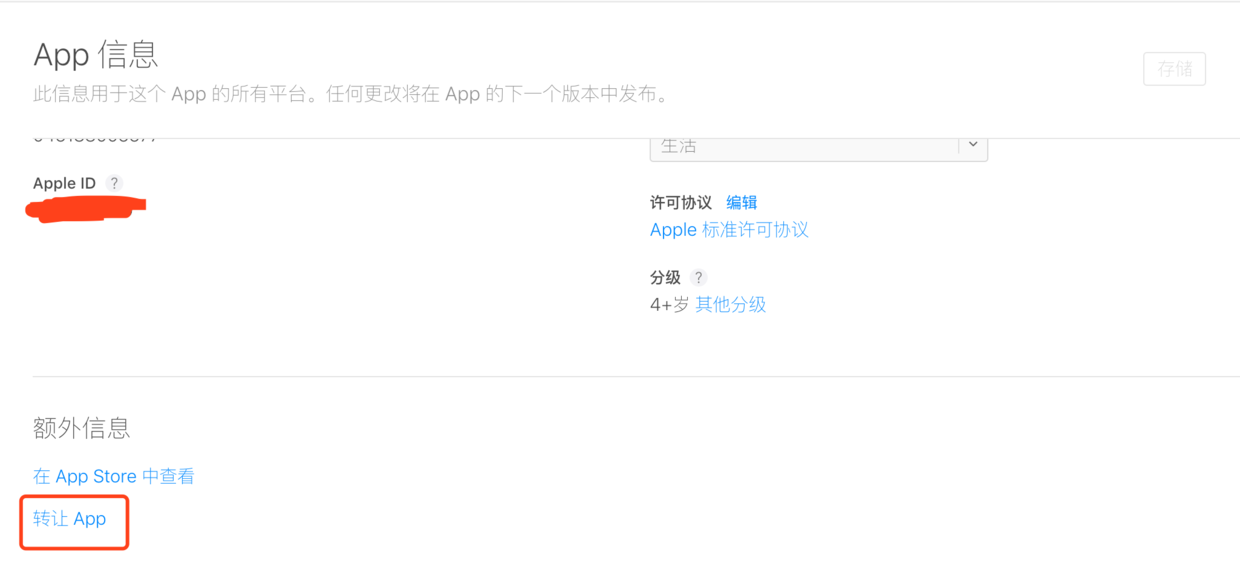 App 信息
存储
此信息用于这个 App 的所有平台。任何更改将在 App 的下一个版本中发布。
生活
Apple ID ?
许可协议 编辑
Apple 标准许可协议
分级 ?
4+岁 其他分级
额外信息
在 App Store 中查看
转让 App